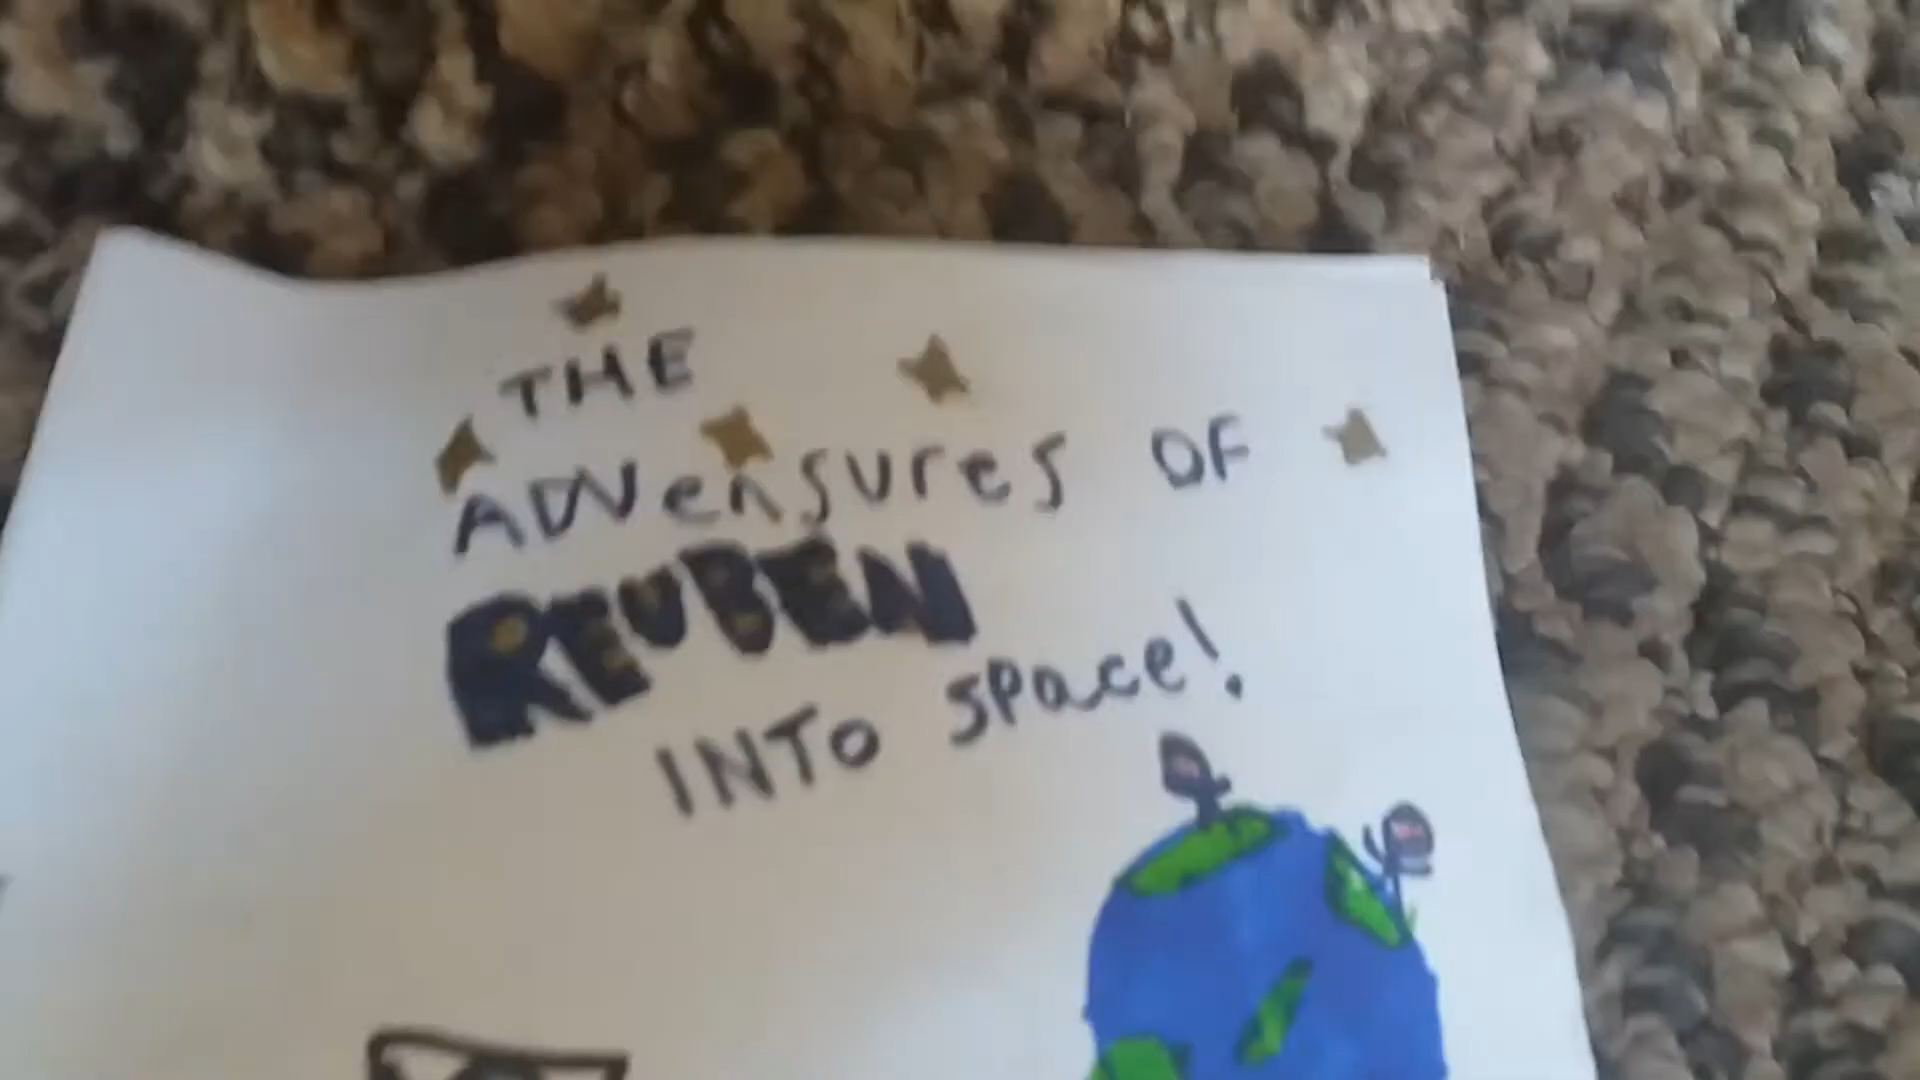 THE
ADVensures OF
REUBEN
INTO space!